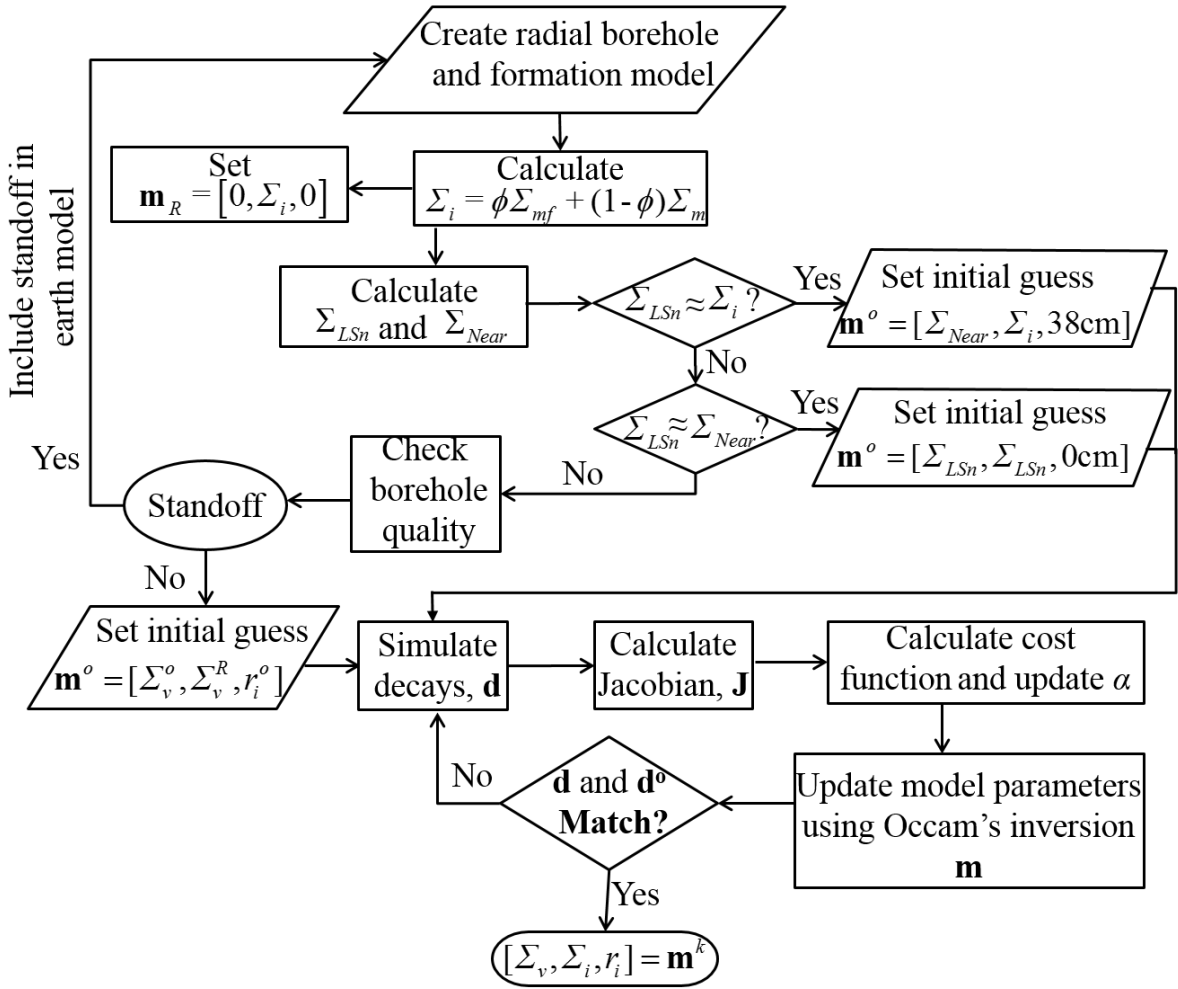 Create radial borehole
and formation model
Include standoff in
earth model
Set
m_R = [0, Σ_i, 0]
Calculate
Σ_i = ϕΣ_mf + (1-ϕ)Σ_m
Calculate
Σ_LSn and Σ_Near
Σ_LSn ≈ Σ_i ?
Yes
Set initial guess
m^o = [Σ_Near, Σ_i, 38cm]
No
Σ_LSn ≈ Σ_Near ?
Yes
Set initial guess
m^o = [Σ_LSn, Σ_LSn, 0cm]
No
Check
borehole
quality
Standoff
Yes
No
Set initial guess
m^o = [Σ_v^o, Σ_v^R, r_i^o]
Simulate
decays, d
Calculate
Jacobian, J
Calculate cost
function and update α
Update model parameters
using Occam's inversion
m
d and d^o
Match?
No
Yes
[Σ_v, Σ_i, r_i] = m^k